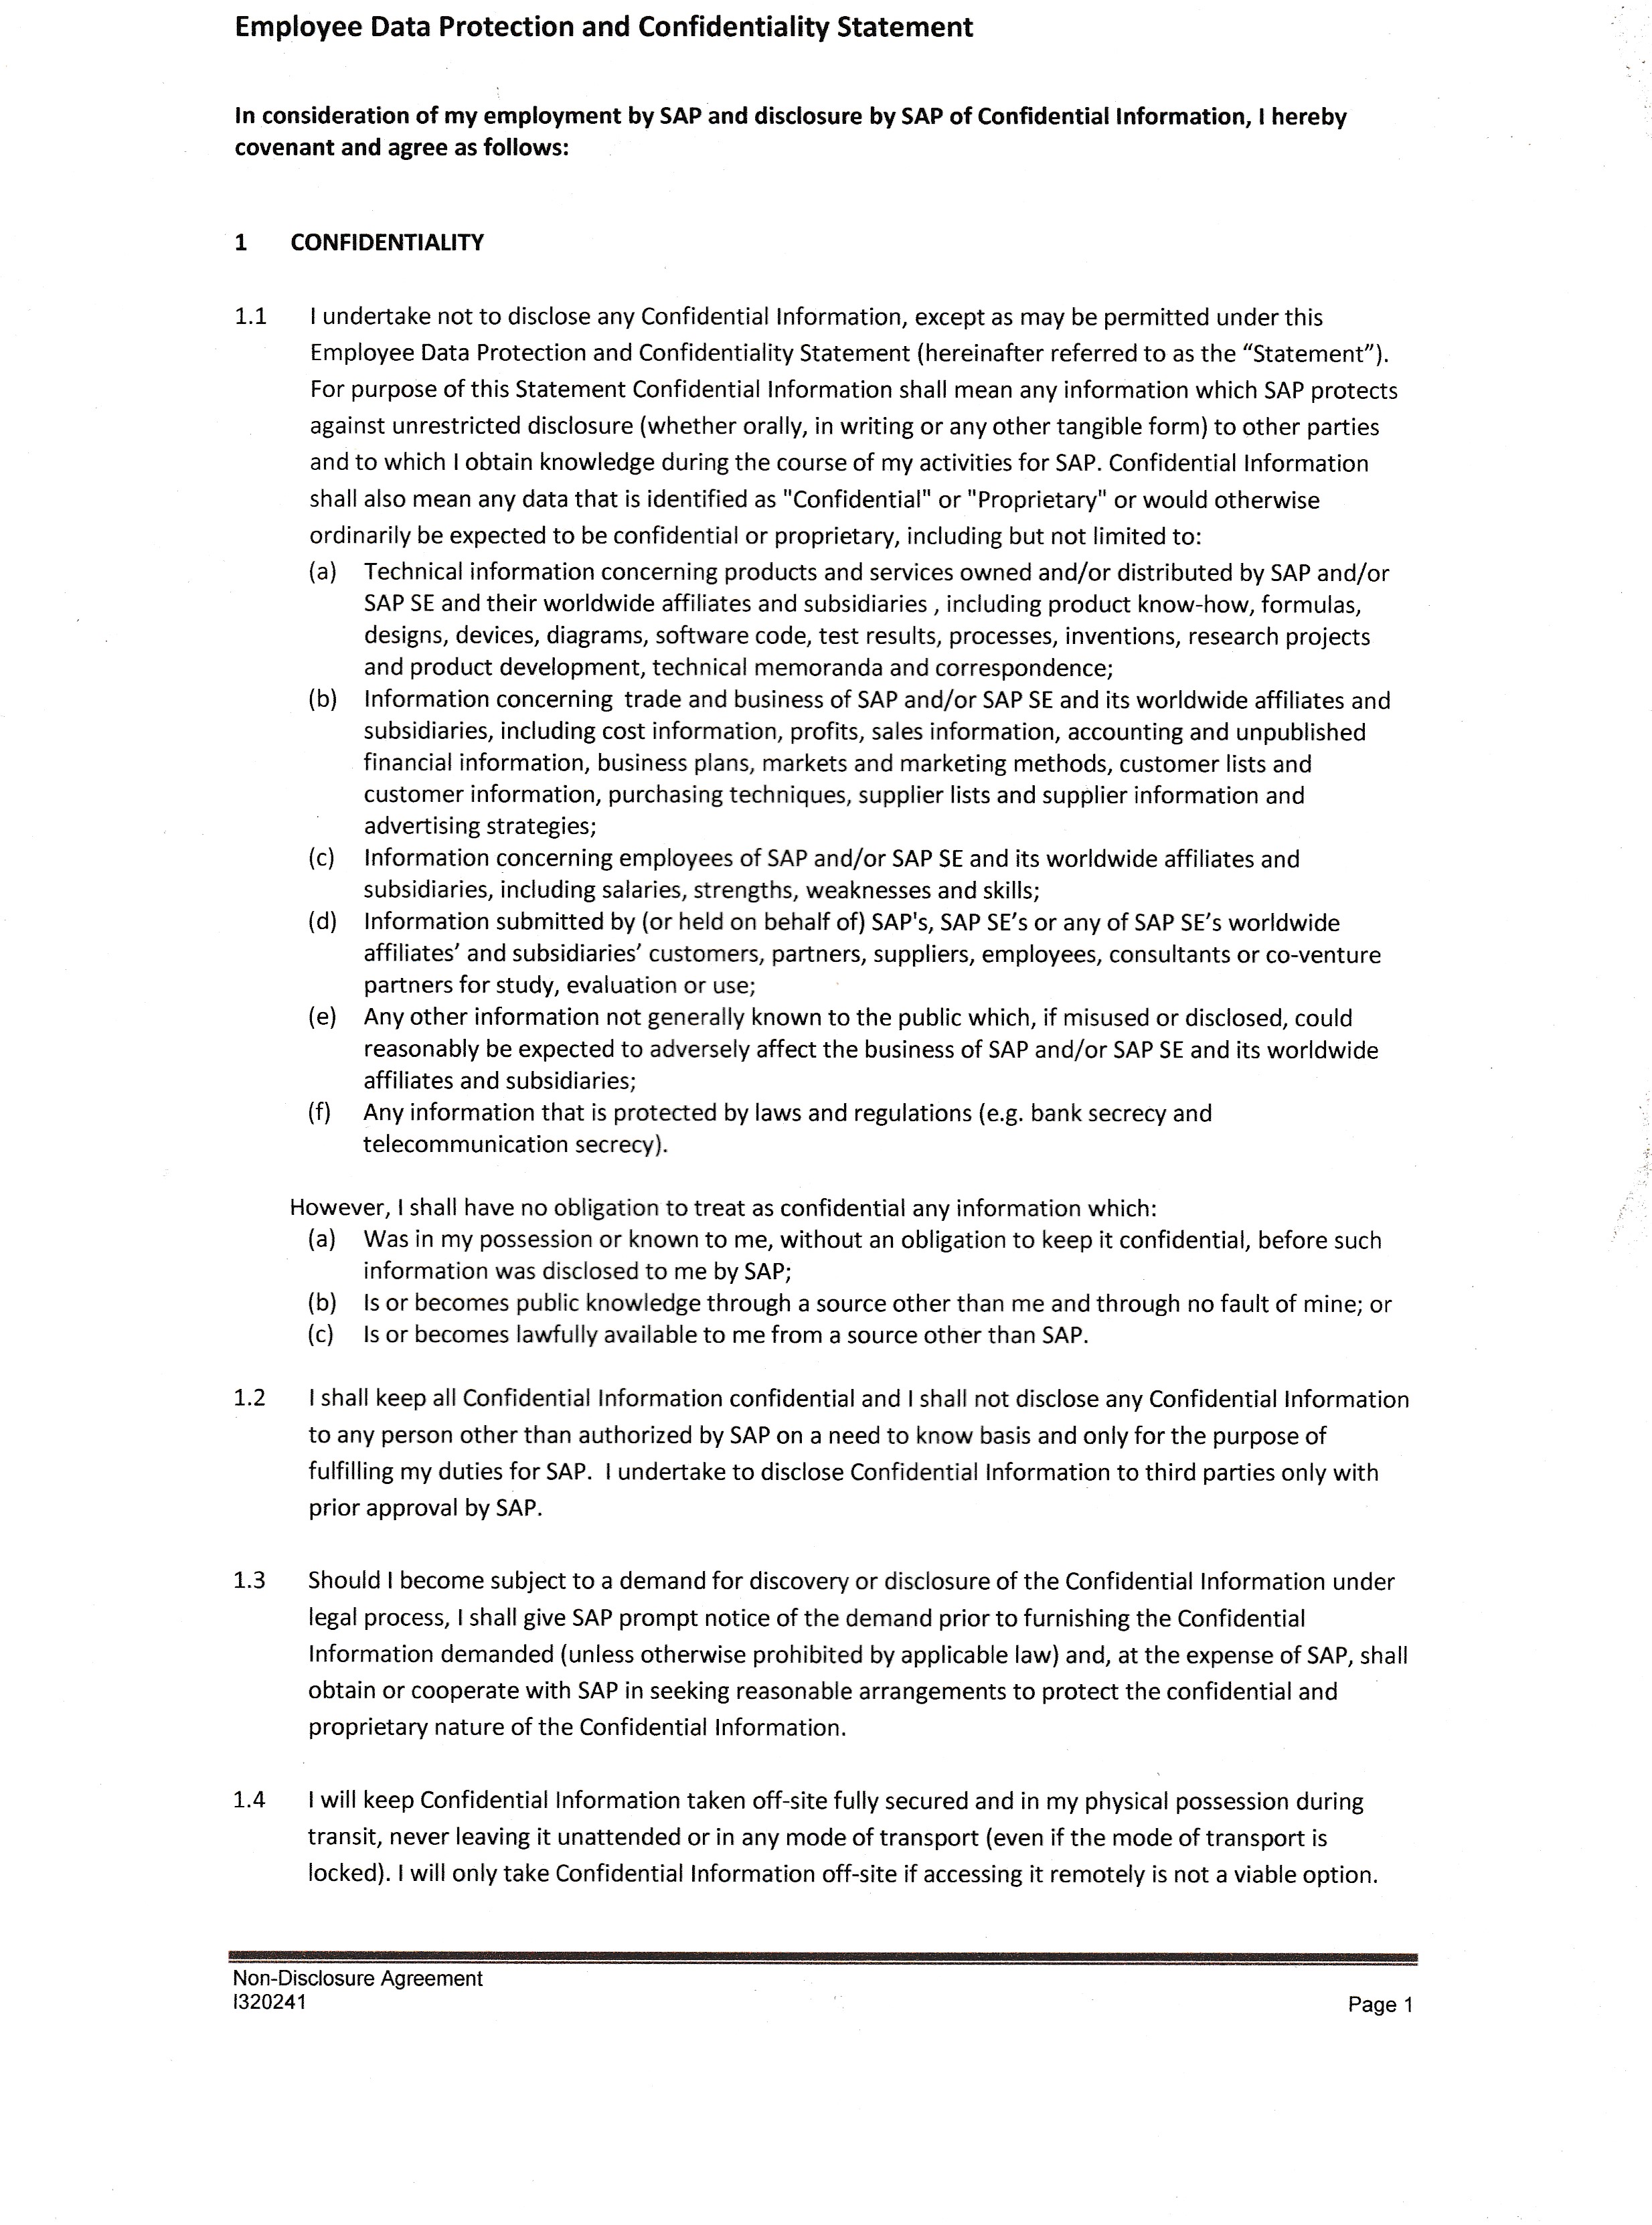 Employee Data Protection and Confidentiality Statement
In consideration of my employment by SAP and disclosure by SAP of Confidential Information, I hereby
covenant and agree as follows:
1 CONFIDENTIALITY
1.1 I undertake not to disclose any Confidential Information, except as may be permitted under this
Employee Data Protection and Confidentiality Statement (hereinafter referred to as the “Statement”).
For purpose of this Statement Confidential Information shall mean any information which SAP protects
against unrestricted disclosure (whether orally, in writing or any other tangible form) to other parties
and to which I obtain knowledge during the course of my activities for SAP. Confidential Information
shall also mean any data that is identified as "Confidential" or "Proprietary" or would otherwise
ordinarily be expected to be confidential or proprietary, including but not limited to:
(a) Technical information concerning products and services owned and/or distributed by SAP and/or
SAP SE and their worldwide affiliates and subsidiaries , including product know-how, formulas,
designs, devices, diagrams, software code, test results, processes, inventions, research projects
and product development, technical memoranda and correspondence;
(b) Information concerning trade and business of SAP and/or SAP SE and its worldwide affiliates and
subsidiaries, including cost information, profits, sales information, accounting and unpublished
financial information, business plans, markets and marketing methods, customer lists and
customer information, purchasing techniques, supplier lists and supplier information and
advertising strategies;
(c) Information concerning employees of SAP and/or SAP SE and its worldwide affiliates and
subsidiaries, including salaries, strengths, weaknesses and skills;
(d) Information submitted by (or held on behalf of) SAP's, SAP SE’s or any of SAP SE’s worldwide
affiliates’ and subsidiaries’ customers, partners, suppliers, employees, consultants or co-venture
partners for study, evaluation or use;
(e) Any other information not generally known to the public which, if misused or disclosed, could
reasonably be expected to adversely affect the business of SAP and/or SAP SE and its worldwide
affiliates and subsidiaries;
(f) Any information that is protected by laws and regulations (e.g. bank secrecy and
telecommunication secrecy).
However, I shall have no obligation to treat as confidential any information which:
(a) Was in my possession or known to me, without an obligation to keep it confidential, before such
information was disclosed to me by SAP;
(b) Is or becomes public knowledge through a source other than me and through no fault of mine; or
(c) Is or becomes lawfully available to me from a source other than SAP.
1.2 I shall keep all Confidential Information confidential and I shall not disclose any Confidential Information
to any person other than authorized by SAP on a need to know basis and only for the purpose of
fulfilling my duties for SAP. I undertake to disclose Confidential Information to third parties only with
prior approval by SAP.
1.3 Should I become subject to a demand for discovery or disclosure of the Confidential Information under
legal process, I shall give SAP prompt notice of the demand prior to furnishing the Confidential
Information demanded (unless otherwise prohibited by applicable law) and, at the expense of SAP, shall
obtain or cooperate with SAP in seeking reasonable arrangements to protect the confidential and
proprietary nature of the Confidential Information.
1.4 I will keep Confidential Information taken off-site fully secured and in my physical possession during
transit, never leaving it unattended or in any mode of transport (even if the mode of transport is
locked). I will only take Confidential Information off-site if accessing it remotely is not a viable option.
Non-Disclosure Agreement
I320241
Page 1